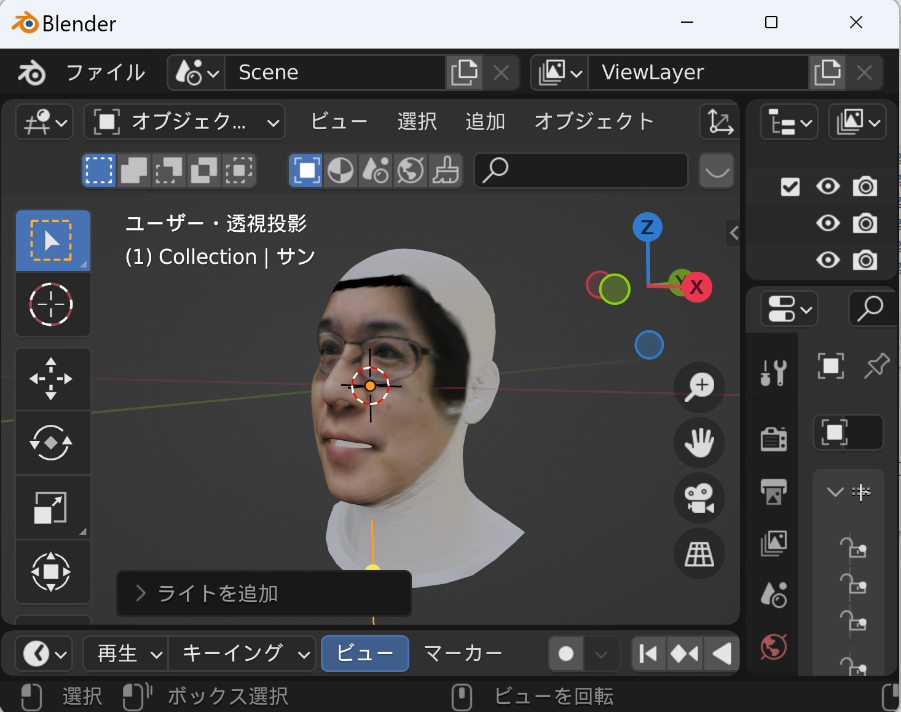 Blender
ファイル Scene ViewLayer
オブジェク... ビュー 選択 追加 オブジェクト
ユーザー・透視投影
(1) Collection | サン
Z
Y
X
ライトを追加
再生 キーイング ビュー マーカー
選択 ボックス選択 ビューを回転